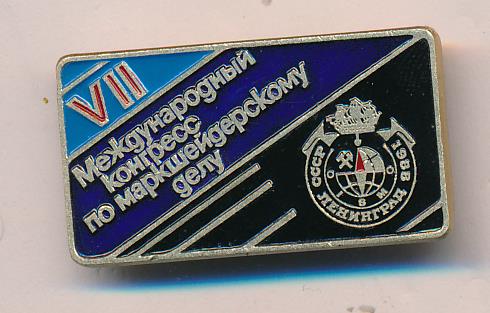 VII
Международный
конгресс
по маркшейдерскому
делу
СССР
ЛЕНИНГРАД
1988